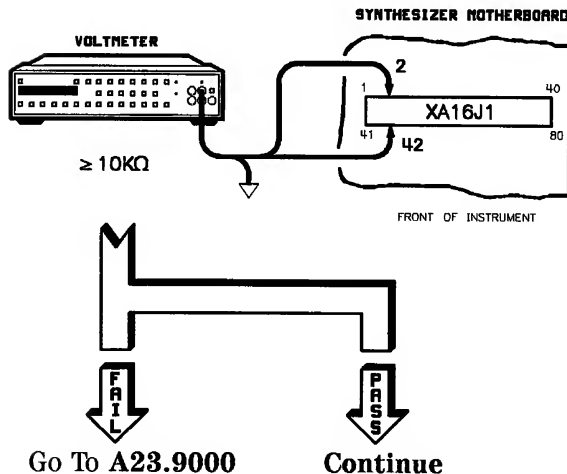 SYNTHESIZER MOTHERBOARD
VOLTMETER
2
1
40
XA16J1
41
80
42
≥ 10KΩ
FRONT OF INSTRUMENT
FAIL
PASS
Go To A23.9000
Continue